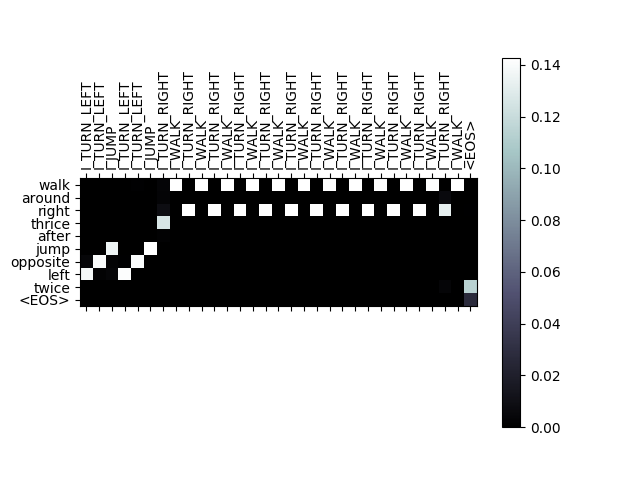 I_TURN_LEFT
I_TURN_LEFT
I_JUMP
I_TURN_LEFT
I_TURN_LEFT
I_JUMP
I_TURN_RIGHT
I_WALK
I_TURN_RIGHT
I_WALK
I_TURN_RIGHT
I_WALK
I_TURN_RIGHT
I_WALK
I_TURN_RIGHT
I_WALK
I_TURN_RIGHT
I_WALK
I_TURN_RIGHT
I_WALK
I_TURN_RIGHT
I_WALK
I_TURN_RIGHT
I_WALK
I_TURN_RIGHT
I_WALK
I_TURN_RIGHT
I_WALK
I_TURN_RIGHT
I_WALK
<EOS>
walk
around
right
thrice
after
jump
opposite
left
twice
<EOS>
0.14
0.12
0.10
0.08
0.06
0.04
0.02
0.00